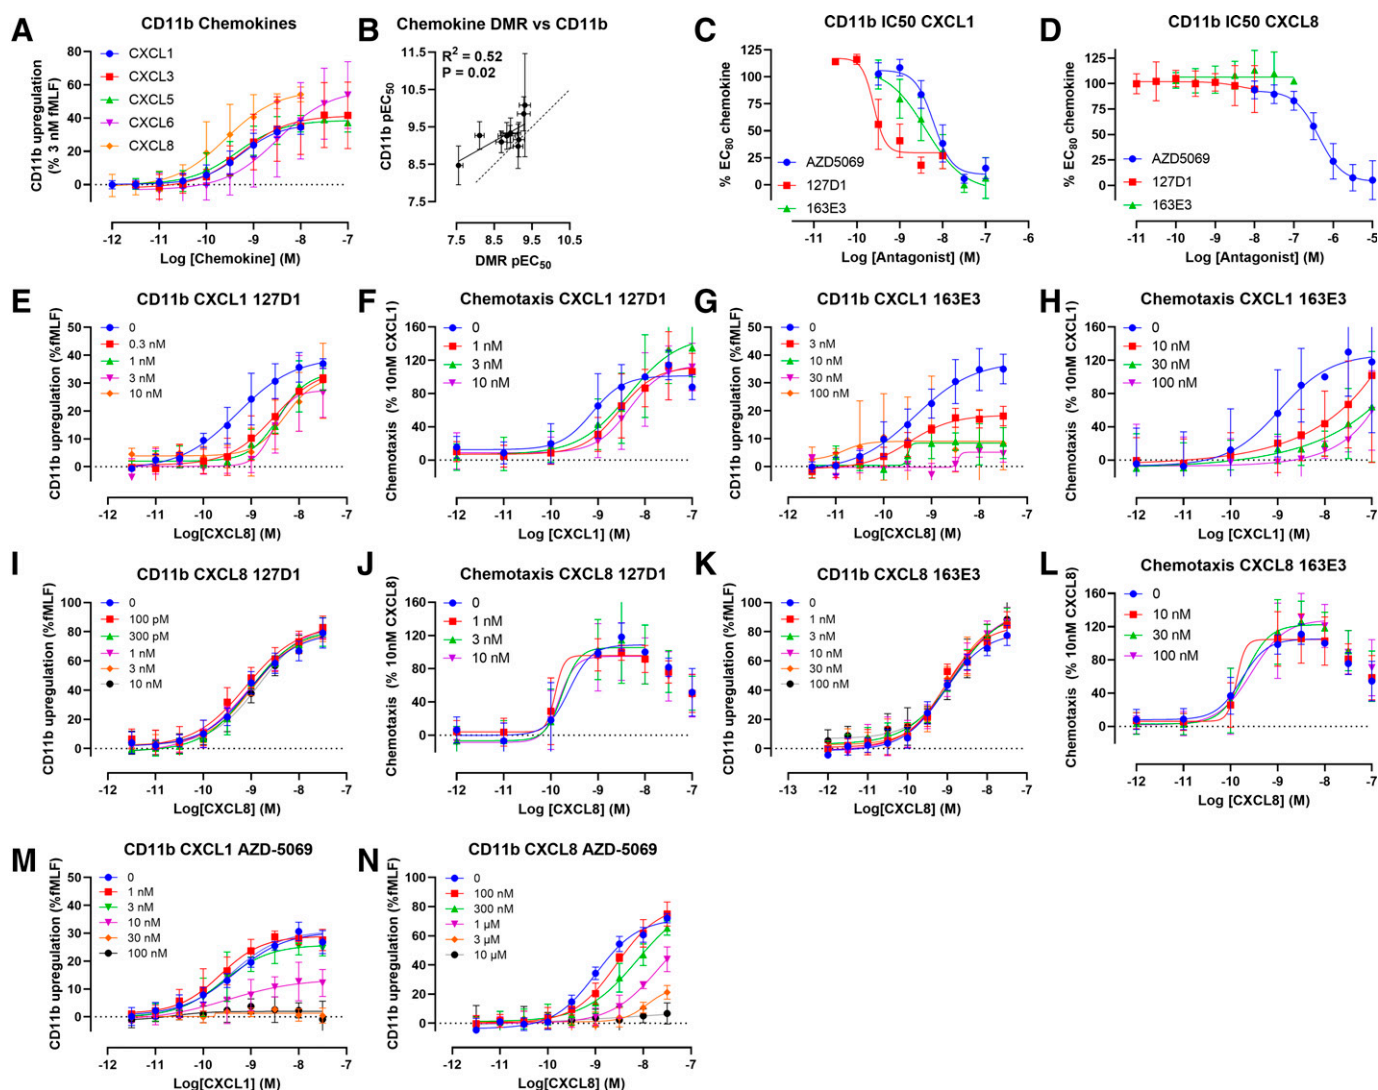 A
CD11b Chemokines
CD11b upregulation
(% 3 nM fMLF)
80
60
40
20
0
CXCL1
CXCL3
CXCL5
CXCL6
CXCL8
-12 -11 -10 -9 -8 -7
Log [Chemokine] (M)
B
Chemokine DMR vs CD11b
R² = 0.52
P = 0.02
CD11b pEC50
11.5
10.5
9.5
8.5
7.5
7.5 8.5 9.5 10.5
DMR pEC50
C
CD11b IC50 CXCL1
% EC80 chemokine
125
100
75
50
25
0
AZD5069
127D1
163E3
-11 -10 -9 -8 -7 -6
Log [Antagonist] (M)
D
CD11b IC50 CXCL8
% EC80 chemokine
125
100
75
50
25
0
AZD5069
127D1
163E3
-11 -10 -9 -8 -7 -6 -5
Log [Antagonist] (M)
E
CD11b CXCL1 127D1
CD11b upregulation (%fMLF)
50
40
30
20
10
0
0
0.3 nM
1 nM
3 nM
10 nM
-12 -11 -10 -9 -8 -7
Log[CXCL8] (M)
F
Chemotaxis CXCL1 127D1
Chemotaxis (% 10nM CXCL1)
160
120
80
40
0
0
1 nM
3 nM
10 nM
-12 -11 -10 -9 -8 -7
Log [CXCL1] (M)
G
CD11b CXCL1 163E3
CD11b upregulation (%fMLF)
50
40
30
20
10
0
0
3 nM
10 nM
30 nM
100 nM
-12 -11 -10 -9 -8 -7
Log[CXCL8] (M)
H
Chemotaxis CXCL1 163E3
Chemotaxis (% 10nM CXCL1)
160
120
80
40
0
0
10 nM
30 nM
100 nM
-12 -11 -10 -9 -8 -7
Log [CXCL1] (M)
I
CD11b CXCL8 127D1
CD11b upregulation (%fMLF)
100
80
60
40
20
0
0
100 pM
300 pM
1 nM
3 nM
10 nM
-12 -11 -10 -9 -8 -7
Log[CXCL8] (M)
J
Chemotaxis CXCL8 127D1
Chemotaxis (% 10nM CXCL8)
160
120
80
40
0
0
1 nM
3 nM
10 nM
-12 -11 -10 -9 -8 -7
Log [CXCL8] (M)
K
CD11b CXCL8 163E3
CD11b upregulation (%fMLF)
100
80
60
40
20
0
0
1 nM
3 nM
10 nM
30 nM
100 nM
-13 -12 -11 -10 -9 -8 -7
Log[CXCL8] (M)
L
Chemotaxis CXCL8 163E3
Chemotaxis (% 10nM CXCL8)
160
120
80
40
0
0
10 nM
30 nM
100 nM
-12 -11 -10 -9 -8 -7
Log [CXCL8] (M)
M
CD11b CXCL1 AZD-5069
CD11b upregulation (%fMLF)
50
40
30
20
10
0
0
1 nM
3 nM
10 nM
30 nM
100 nM
-12 -11 -10 -9 -8 -7
Log[CXCL1] (M)
N
CD11b CXCL8 AZD-5069
CD11b upregulation (%fMLF)
100
80
60
40
20
0
0
100 nM
300 nM
1 µM
3 µM
10 µM
-12 -11 -10 -9 -8 -7
Log[CXCL8] (M)